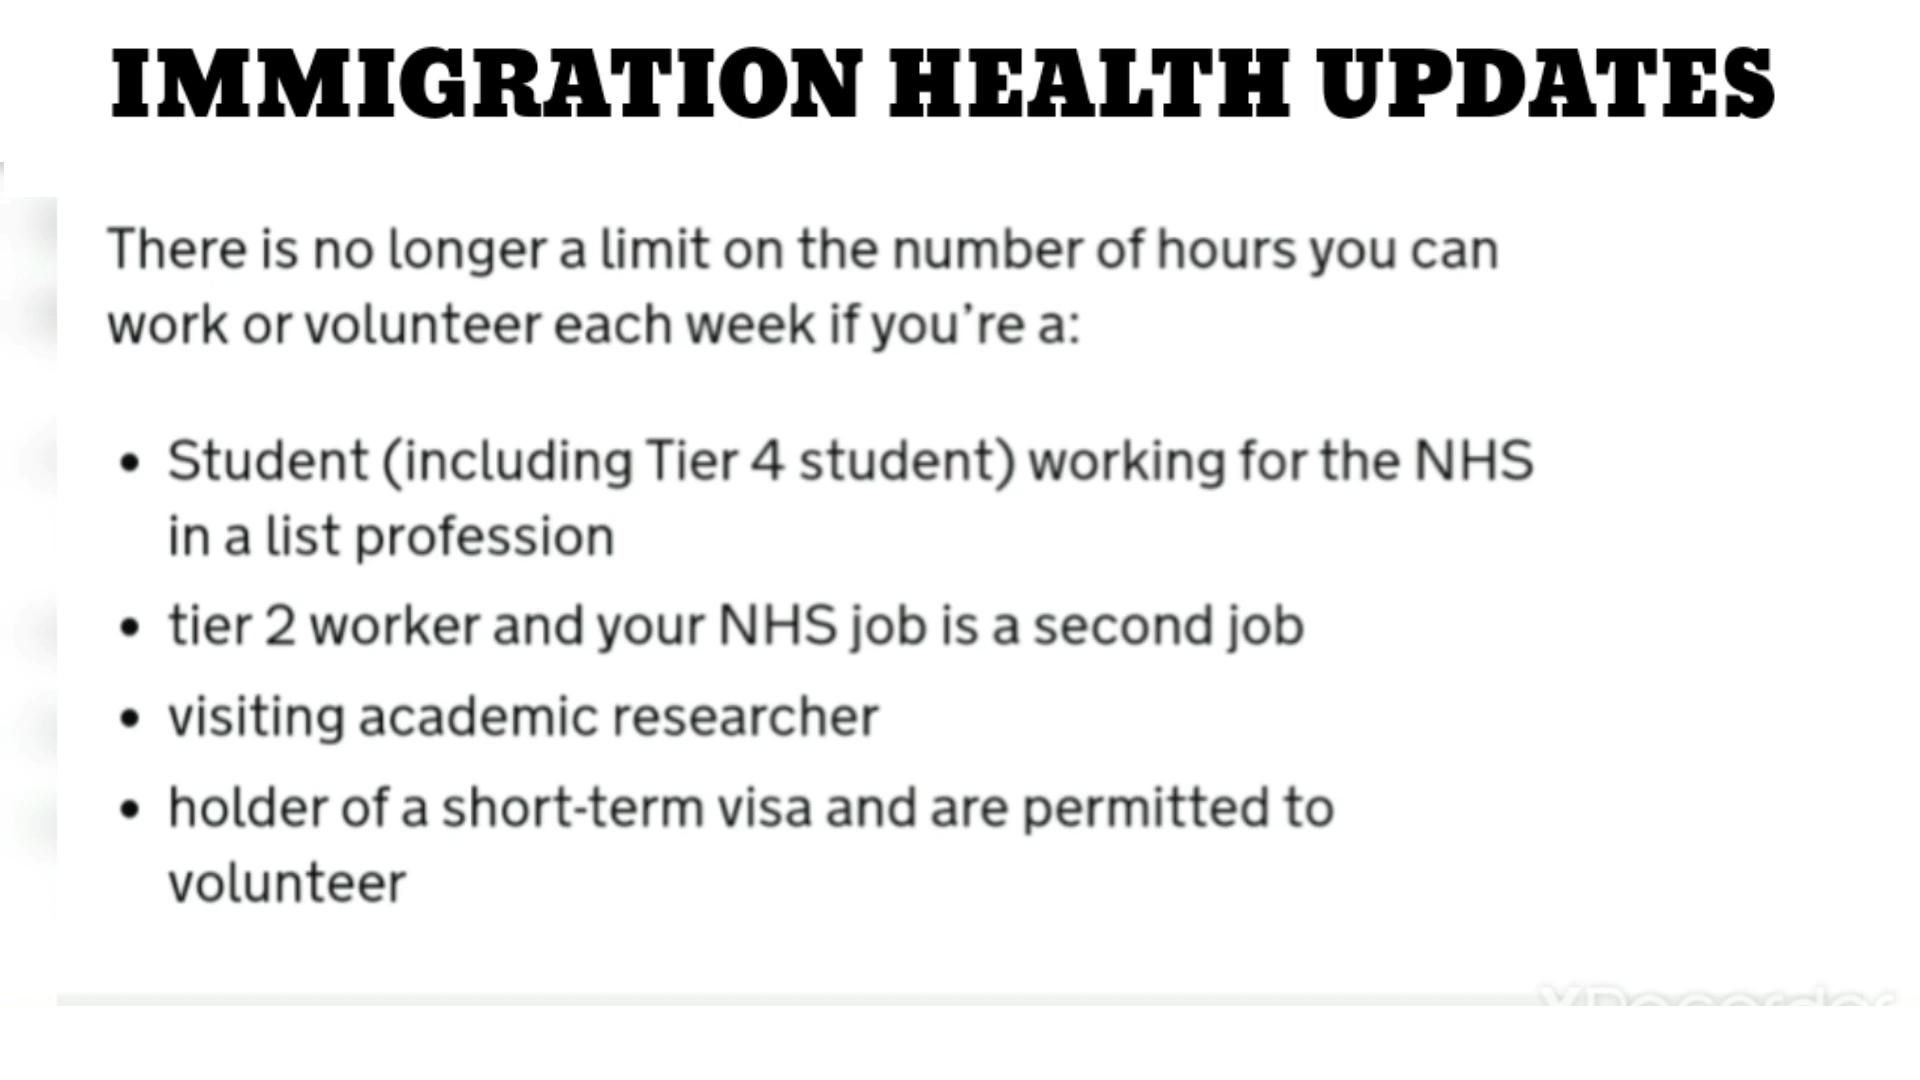 IMMIGRATION HEALTH UPDATES
There is no longer a limit on the number of hours you can
work or volunteer each week if you're a:
• Student (including Tier 4 student) working for the NHS
in a list profession
• tier 2 worker and your NHS job is a second job
• visiting academic researcher
• holder of a short-term visa and are permitted to
volunteer
XRecorder